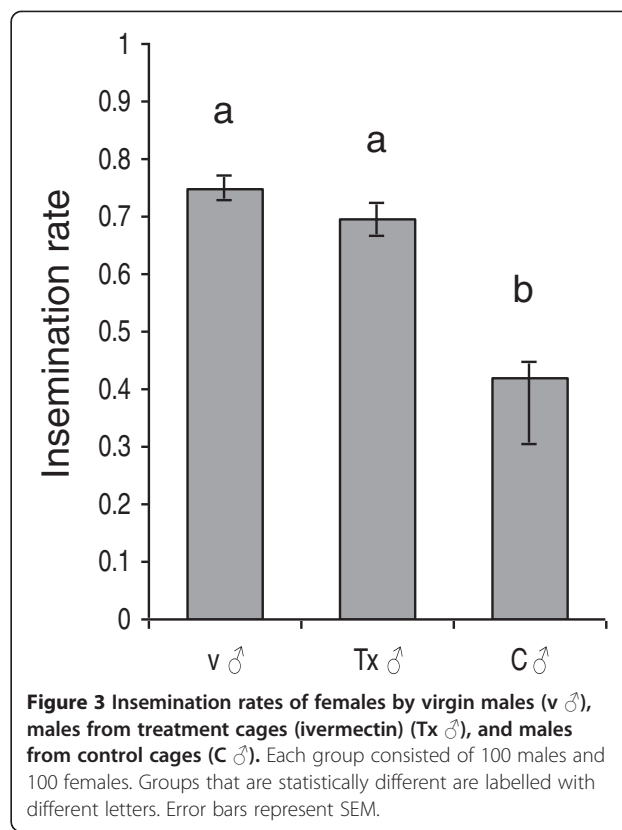 1
0.9
0.8
0.7
0.6
0.5
0.4
0.3
0.2
0.1
0
Insemination rate
a
a
b
v ♂
Tx ♂
C ♂
Figure 3 Insemination rates of females by virgin males (v ♂),
males from treatment cages (ivermectin) (Tx ♂), and males
from control cages (C ♂). Each group consisted of 100 males and
100 females. Groups that are statistically different are labelled with
different letters. Error bars represent SEM.